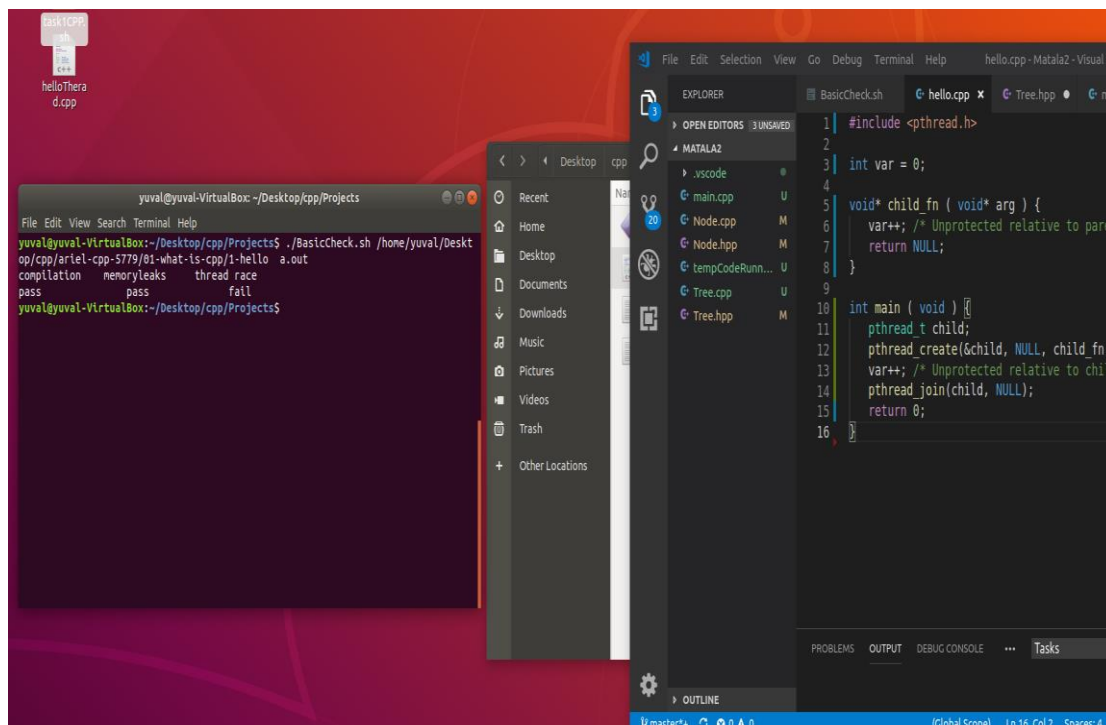 task1CPP.
sh
helloThera
d.cpp
yuval@yuval-VirtualBox: ~/Desktop/cpp/Projects
File Edit View Search Terminal Help
yuval@yuval-VirtualBox:~/Desktop/cpp/Projects$ ./BasicCheck.sh /home/yuval/Deskt
op/cpp/ariel-cpp-5779/01-what-is-cpp/1-hello a.out
compilation memoryleaks thread race
pass pass fail
yuval@yuval-VirtualBox:~/Desktop/cpp/Projects$
Desktop cpp
Recent
Home
Desktop
Documents
Downloads
Music
Pictures
Videos
Trash
+ Other Locations
File Edit Selection View Go Debug Terminal Help hello.cpp - Matala2 - Visual
EXPLORER
OPEN EDITORS 3 UNSAVED
MATALA2
.vscode
main.cpp U
Node.cpp M
Node.hpp M
tempCodeRunn... U
Tree.cpp U
Tree.hpp M
OUTLINE
3
20
BasicCheck.sh hello.cpp × Tree.hpp
1 #include <pthread.h>
2
3 int var = 0;
4
5 void* child_fn ( void* arg ) {
6 var++; /* Unprotected relative to pare
7 return NULL;
8 }
9
10 int main ( void ) {
11 pthread_t child;
12 pthread_create(&child, NULL, child_fn
13 var++; /* Unprotected relative to chi
14 pthread_join(child, NULL);
15 return 0;
16 }
PROBLEMS OUTPUT DEBUG CONSOLE ... Tasks
master*+ 0 0 (Global Scope) Ln 16, Col 2 Spaces: 4